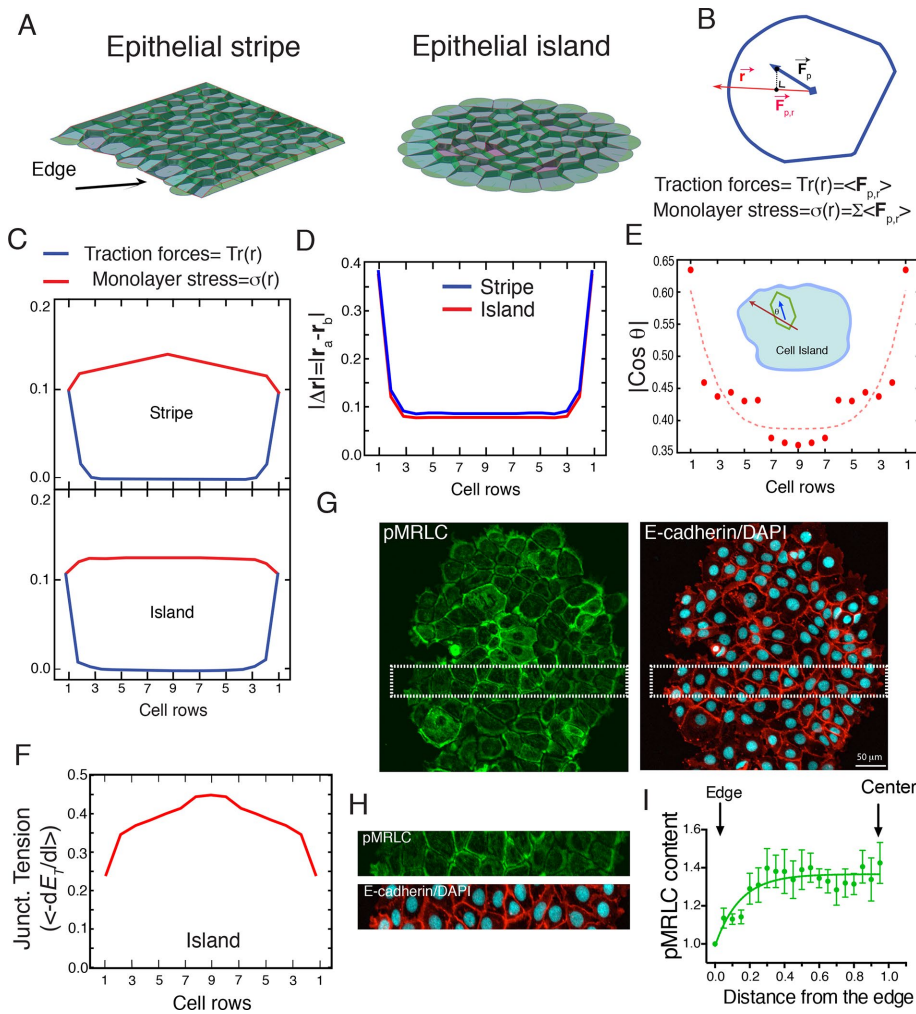 A
Epithelial stripe
Epithelial island
Edge
B
r
F p
F p,r
Traction forces= Tr(r)=<F p,r>
Monolayer stress=σ(r)=Σ<F p,r>
C
Traction forces= Tr(r)
Monolayer stress=σ(r)
0.2
0.1
0.0
Stripe
0.2
0.1
0.0
Island
1 3 5 7 9 7 5 3 1
Cell rows
D
|Δr|=|r a-r b|
0.4
0.3
0.2
0.1
0.0
Stripe
Island
1 3 5 7 9 7 5 3 1
Cell rows
E
|Cos θ|
0.65
0.60
0.55
0.50
0.45
0.40
0.35
θ
Cell Island
1 3 5 7 9 7 5 3 1
Cell rows
F
Junct. Tension
(<-dE T/dl>)
0.5
0.4
0.3
0.2
0.1
0.0
Island
1 3 5 7 9 7 5 3 1
Cell rows
G
pMRLC
E-cadherin/DAPI
50 μm
H
pMRLC
E-cadherin/DAPI
I
Edge
Center
pMRLC content
1.6
1.4
1.2
1.0
0.0 0.2 0.4 0.6 0.8 1.0
Distance from the edge